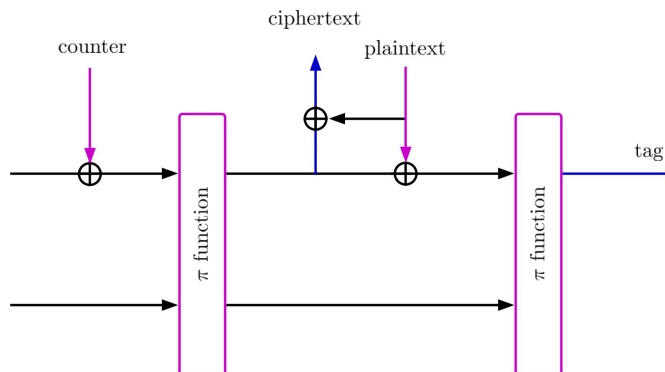 ciphertext
counter
plaintext
tag
π function
π function